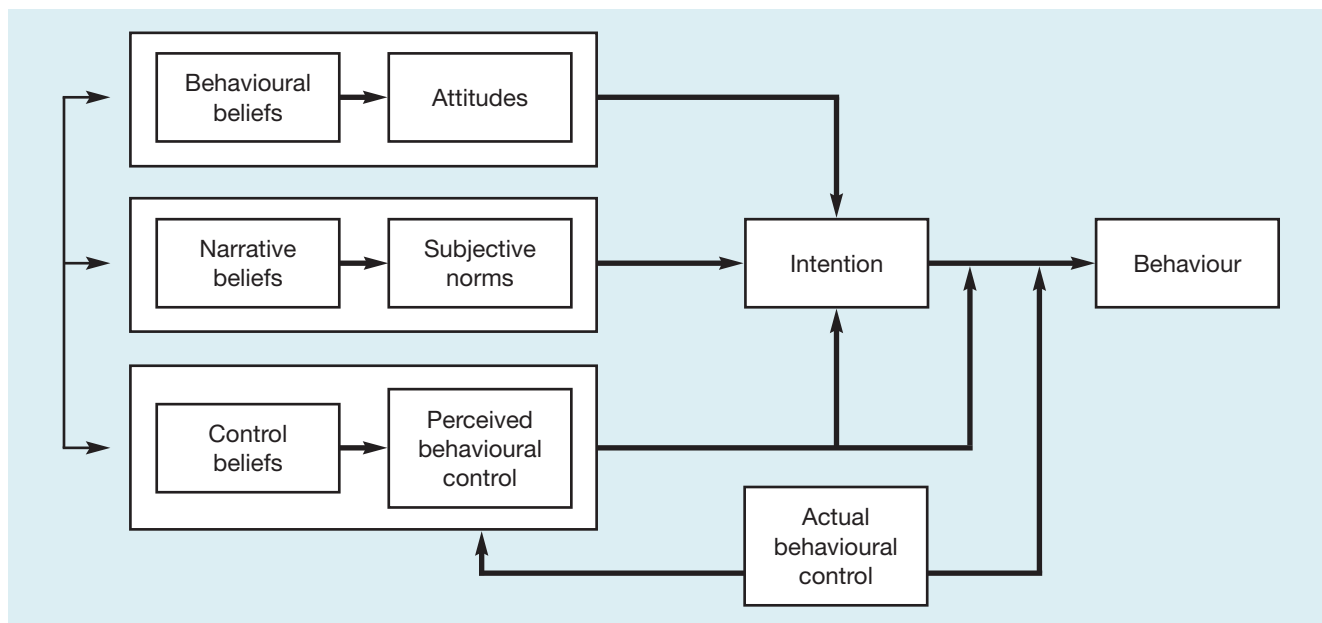 Behavioural
beliefs
Attitudes
Narrative
beliefs
Subjective
norms
Intention
Behaviour
Control
beliefs
Perceived
behavioural
control
Actual
behavioural
control